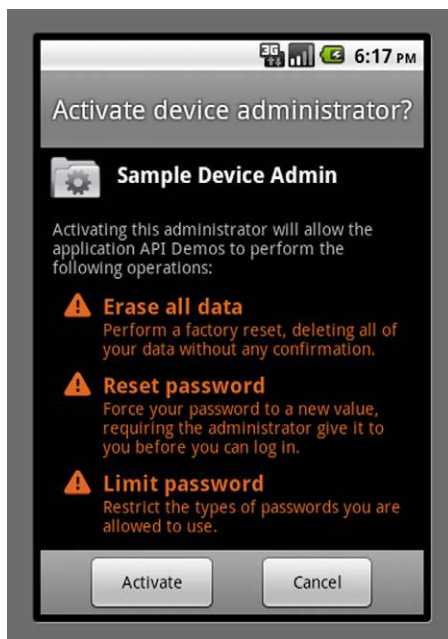 3G 6:17 PM
Activate device administrator?
Sample Device Admin
Activating this administrator will allow the
application API Demos to perform the
following operations:
Erase all data
Perform a factory reset, deleting all of
your data without any confirmation.
Reset password
Force your password to a new value,
requiring the administrator give it to
you before you can log in.
Limit password
Restrict the types of passwords you are
allowed to use.
Activate Cancel